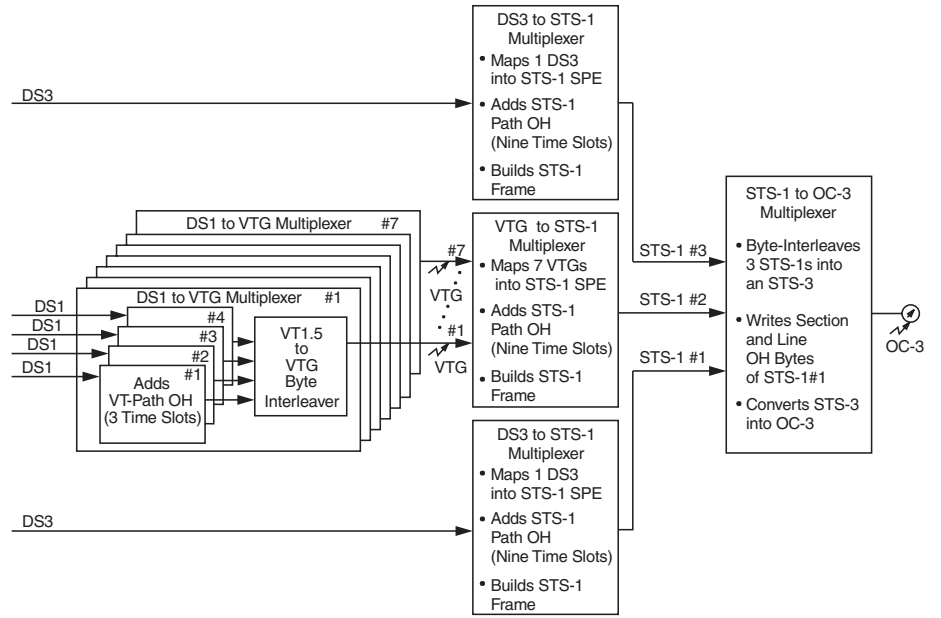 DS3 to STS-1
Multiplexer
• Maps 1 DS3
into STS-1 SPE
• Adds STS-1
Path OH
(Nine Time Slots)
• Builds STS-1
Frame
DS3
DS1 to VTG Multiplexer #7
DS1 to VTG Multiplexer #1
DS1
DS1
DS1
DS1
#4
#3
#2
#1
Adds
VT-Path OH
(3 Time Slots)
VT1.5
to
VTG
Byte
Interleaver
#7
VTG
#1
VTG
VTG to STS-1
Multiplexer
• Maps 7 VTGs
into STS-1 SPE
• Adds STS-1
Path OH
(Nine Time Slots)
• Builds STS-1
Frame
STS-1 #3
STS-1 #2
STS-1 #1
STS-1 to OC-3
Multiplexer
• Byte-Interleaves
3 STS-1s into
an STS-3
• Writes Section
and Line
OH Bytes
of STS-1#1
• Converts STS-3
into OC-3
OC-3
DS3 to STS-1
Multiplexer
• Maps 1 DS3
into STS-1 SPE
• Adds STS-1
Path OH
(Nine Time Slots)
• Builds STS-1
Frame
DS3